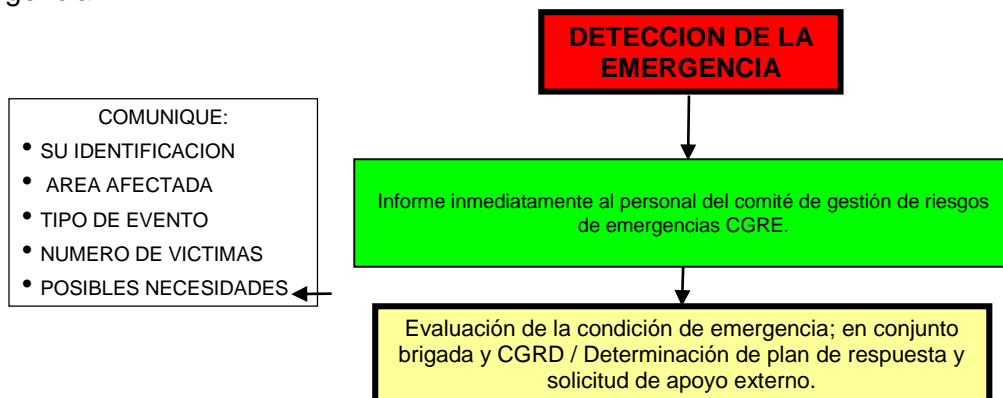 DETECCION DE LA
EMERGENCIA
COMUNIQUE:
• SU IDENTIFICACION
• AREA AFECTADA
• TIPO DE EVENTO
• NUMERO DE VICTIMAS
• POSIBLES NECESIDADES
Informe inmediatamente al personal del comité de gestión de riesgos
de emergencias CGRE.
Evaluación de la condición de emergencia; en conjunto
brigada y CGRD / Determinación de plan de respuesta y
solicitud de apoyo externo.